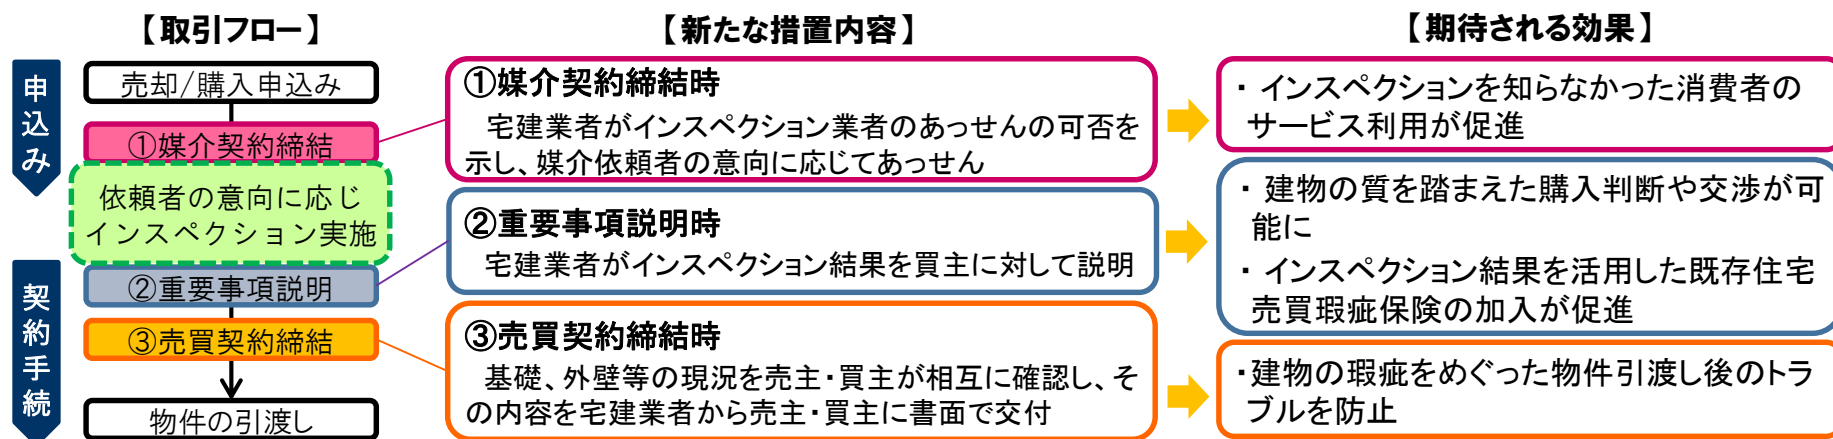 【取引フロー】
【新たな措置内容】
【期待される効果】
申込み
売却/購入申込み
①媒介契約締結
依頼者の意向に応じ
インスペクション実施
契約手続
②重要事項説明
③売買契約締結
物件の引渡し
①媒介契約締結時
宅建業者がインスペクション業者のあっせんの可否を
示し、媒介依頼者の意向に応じてあっせん
②重要事項説明時
宅建業者がインスペクション結果を買主に対して説明
③売買契約締結時
基礎、外壁等の現況を売主・買主が相互に確認し、そ
の内容を宅建業者から売主・買主に書面で交付
・ インスペクションを知らなかった消費者の
サービス利用が促進
・ 建物の質を踏まえた購入判断や交渉が可
能に
・ インスペクション結果を活用した既存住宅
売買瑕疵保険の加入が促進
・建物の瑕疵をめぐった物件引渡し後のトラ
ブルを防止